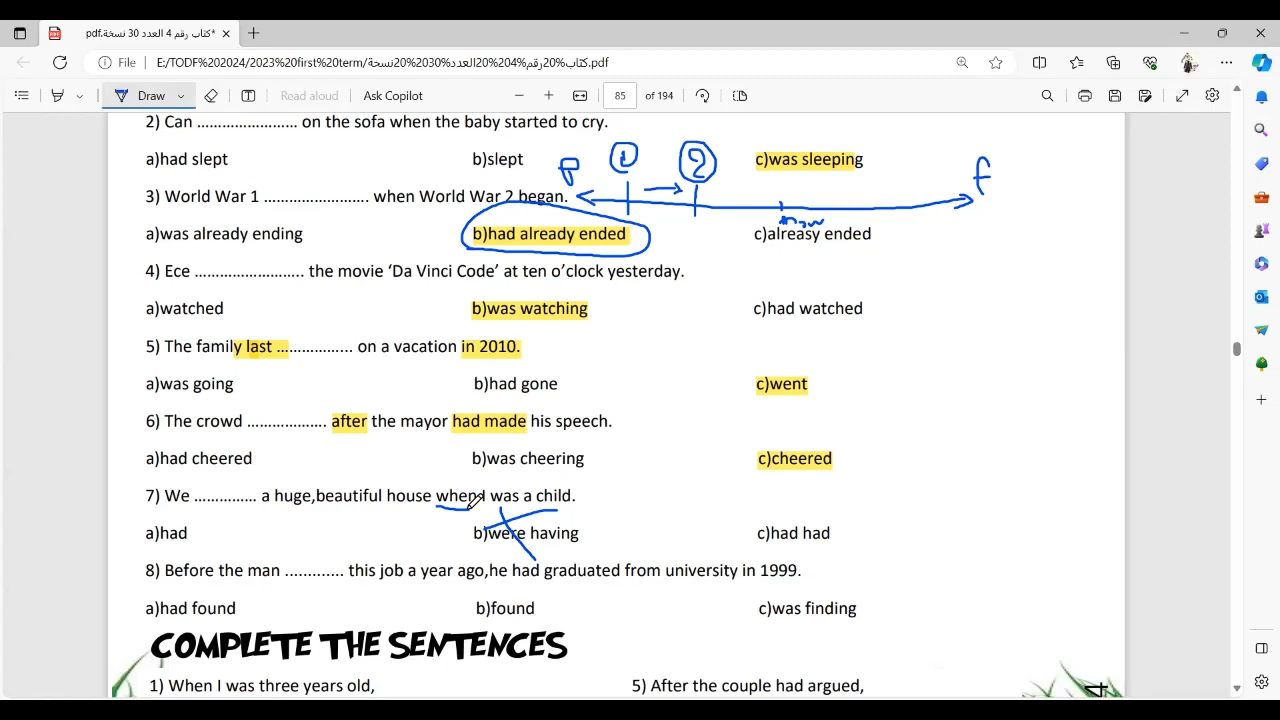 كتاب رقم 4 العدد 30 نسخة.pdf*
File E:/TODF%202024/2023%20first%20term/كتاب%20رقم%204%20العدد%2030%20نسخة.pdf
Draw Read aloud Ask Copilot 85 of 194
2) Can ........................ on the sofa when the baby started to cry.
a)had slept b)slept c)was sleeping
P 1 2 f
3) World War 1 ......................... when World War 2 began.
now
a)was already ending b)had already ended c)alreasy ended
4) Ece .......................... the movie ‘Da Vinci Code’ at ten o’clock yesterday.
a)watched b)was watching c)had watched
5) The family last .................. on a vacation in 2010.
a)was going b)had gone c)went
6) The crowd ................... after the mayor had made his speech.
a)had cheered b)was cheering c)cheered
7) We .............. a huge,beautiful house when I was a child.
a)had b)were having c)had had
8) Before the man ............. this job a year ago,he had graduated from university in 1999.
a)had found b)found c)was finding
COMPLETE THE SENTENCES
1) When I was three years old, 5) After the couple had argued,
4